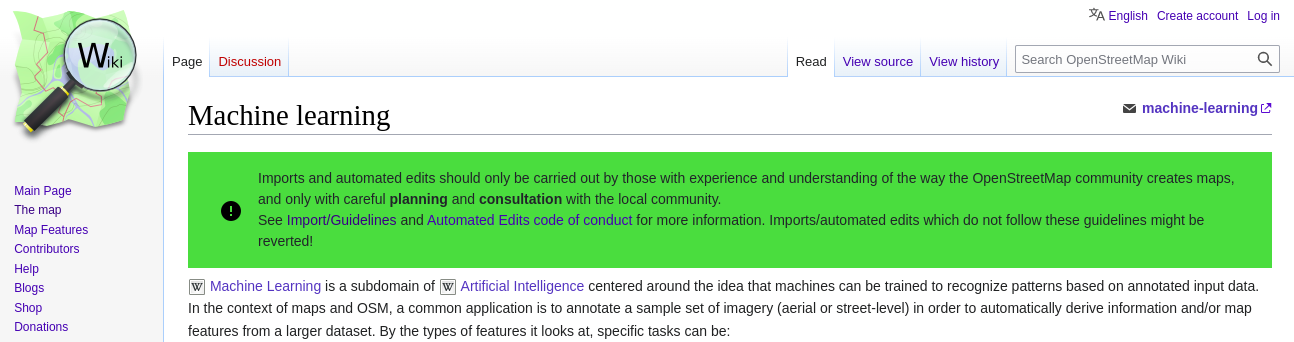 Wiki
English Create account Log in
Page Discussion Read View source View history Search OpenStreetMap Wiki
Machine learning
machine-learning
Imports and automated edits should only be carried out by those with experience and understanding of the way the OpenStreetMap community creates maps,
and only with careful planning and consultation with the local community.
See Import/Guidelines and Automated Edits code of conduct for more information. Imports/automated edits which do not follow these guidelines might be
reverted!
Main Page
The map
Map Features
Contributors
Help
Blogs
Shop
Donations
W Machine Learning is a subdomain of W Artificial Intelligence centered around the idea that machines can be trained to recognize patterns based on annotated input data.
In the context of maps and OSM, a common application is to annotate a sample set of imagery (aerial or street-level) in order to automatically derive information and/or map
features from a larger dataset. By the types of features it looks at, specific tasks can be: